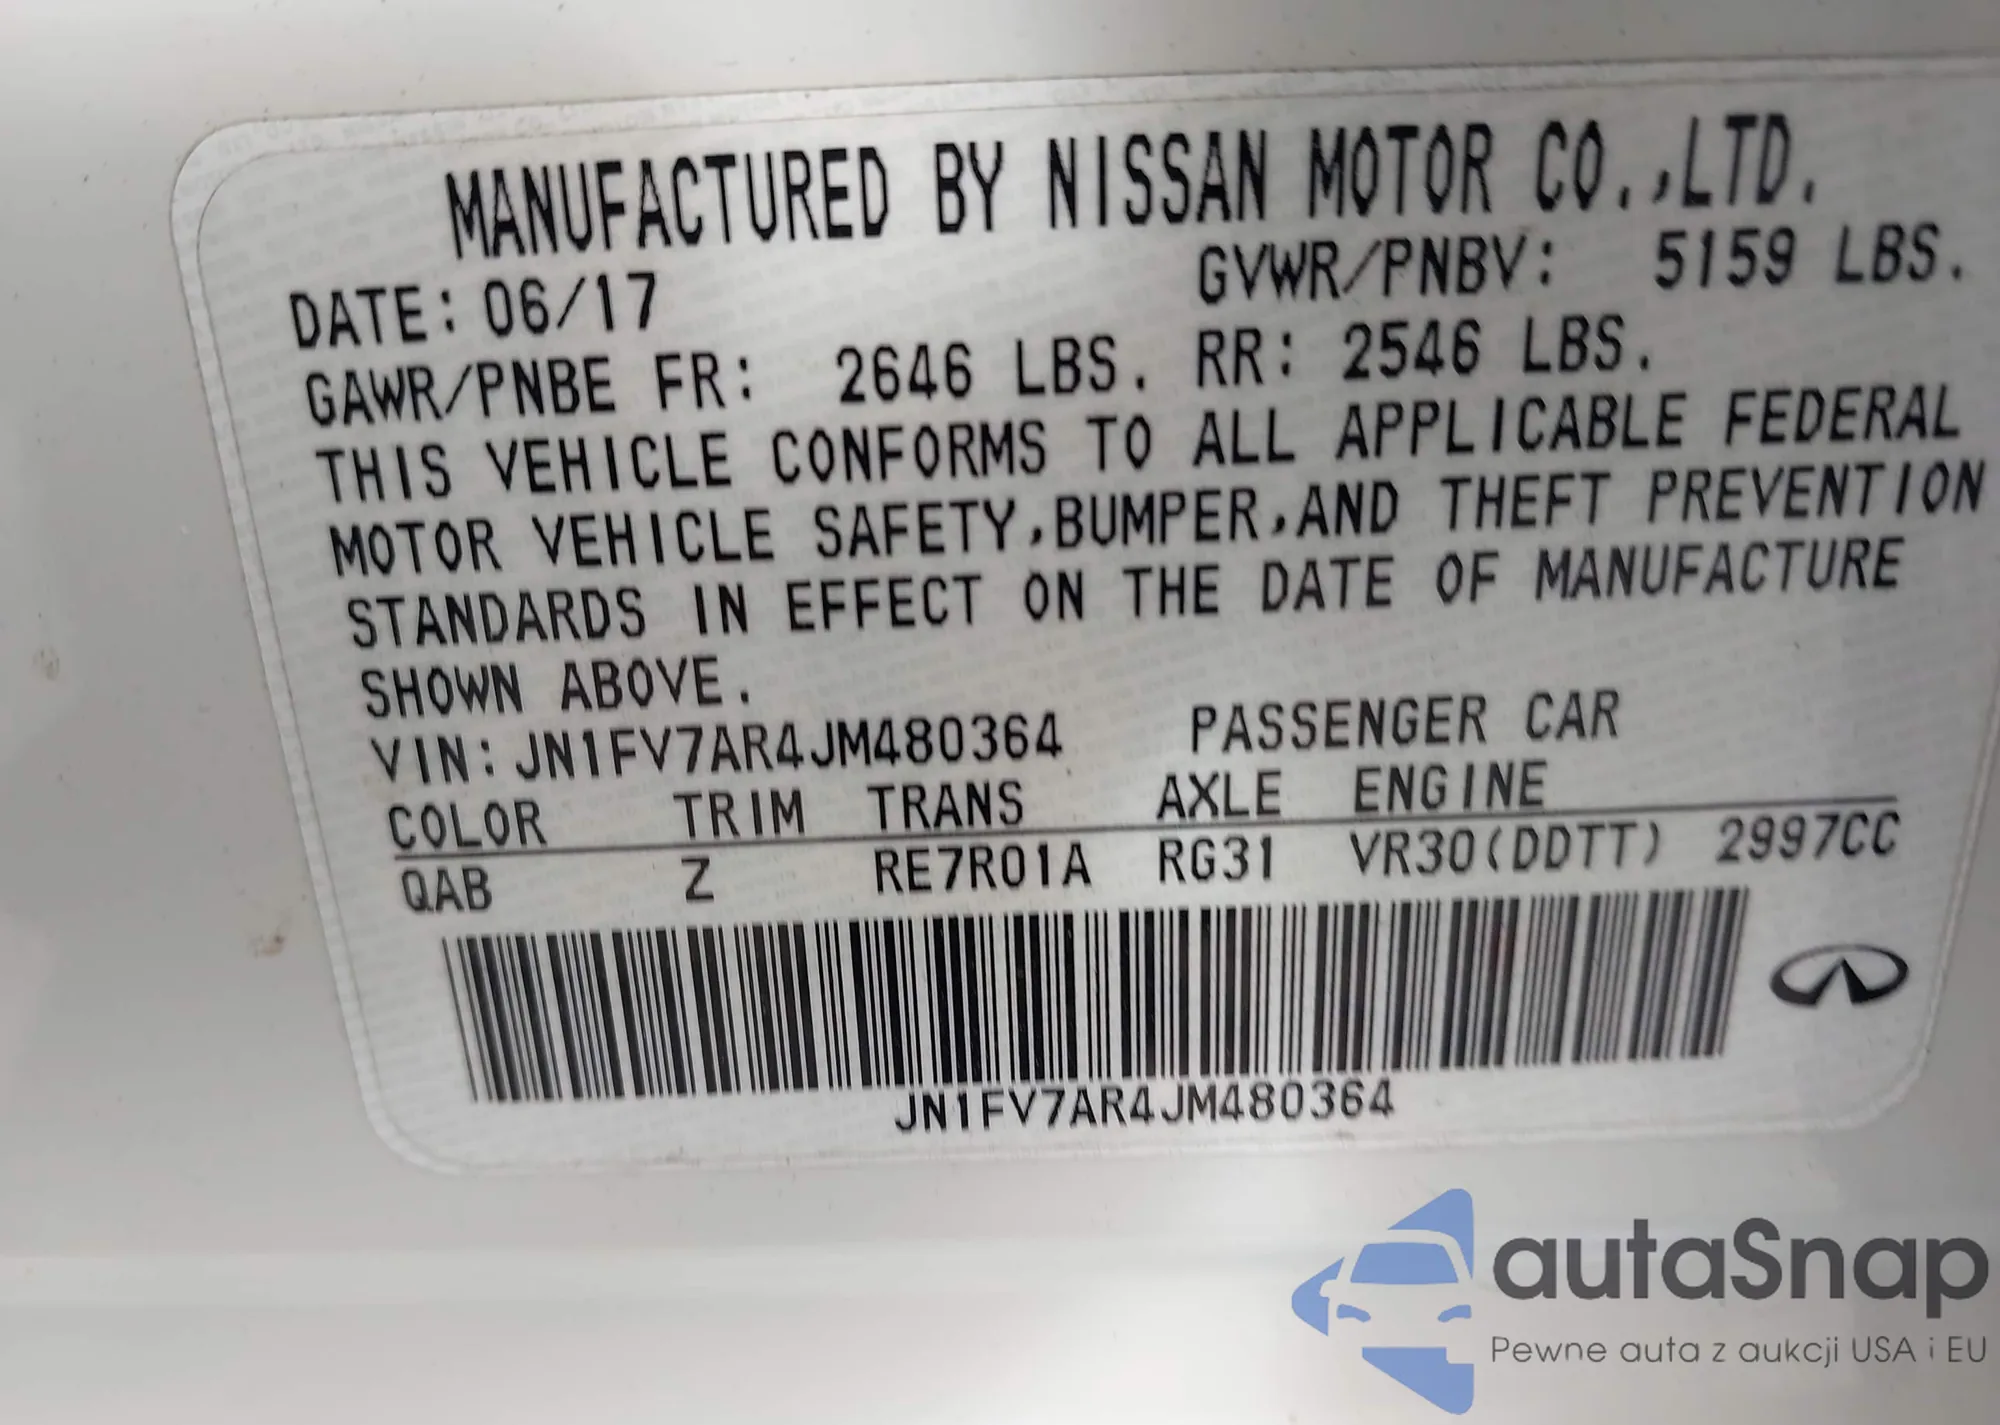 MANUFACTURED BY NISSAN MOTOR CO.,LTD.
DATE: 06/17 GVWR/PNBV: 5159 LBS.
GAWR/PNBE FR: 2646 LBS. RR: 2546 LBS.
THIS VEHICLE CONFORMS TO ALL APPLICABLE FEDERAL
MOTOR VEHICLE SAFETY,BUMPER,AND THEFT PREVENTION
STANDARDS IN EFFECT ON THE DATE OF MANUFACTURE
SHOWN ABOVE.
VIN: JN1FV7AR4JM480364 PASSENGER CAR
COLOR TRIM TRANS AXLE ENGINE
QAB Z RE7R01A RG31 VR30(DDTT) 2997CC
JN1FV7AR4JM480364
autaSnap
Pewne auta z aukcji USA i EU